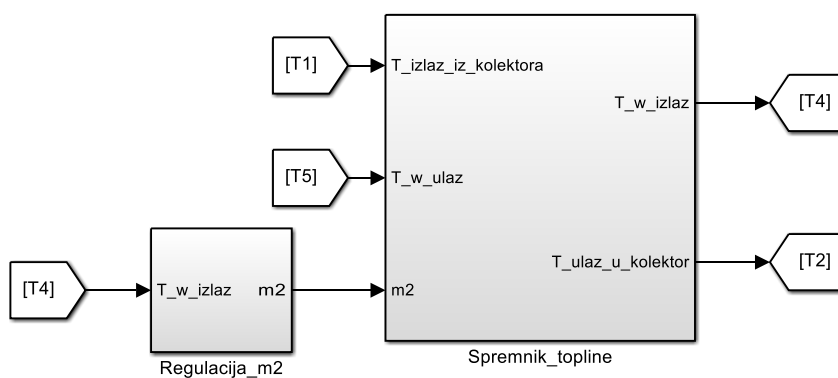 [T1]
T_izlaz_iz_kolektora
T_w_izlaz
[T4]
[T5]
T_w_ulaz
T_ulaz_u_kolektor
[T2]
[T4]
T_w_izlaz
m2
m2
Regulacija_m2
Spremnik_topline